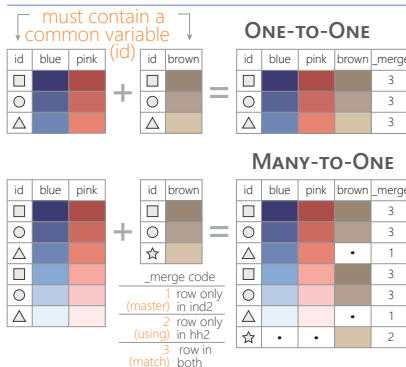 must contain a
common variable
(id)
ONE-TO-ONE
id blue pink
id brown
id blue pink brown _merge
+
=
3
3
3
MANY-TO-ONE
id blue pink
id brown
id blue pink brown _merge
+
=
3
3
. 1
3
3
. 1
. . 2
_merge code
1 row only
(master) in ind2
2 row only
(using) in hh2
3 row in
(match) both